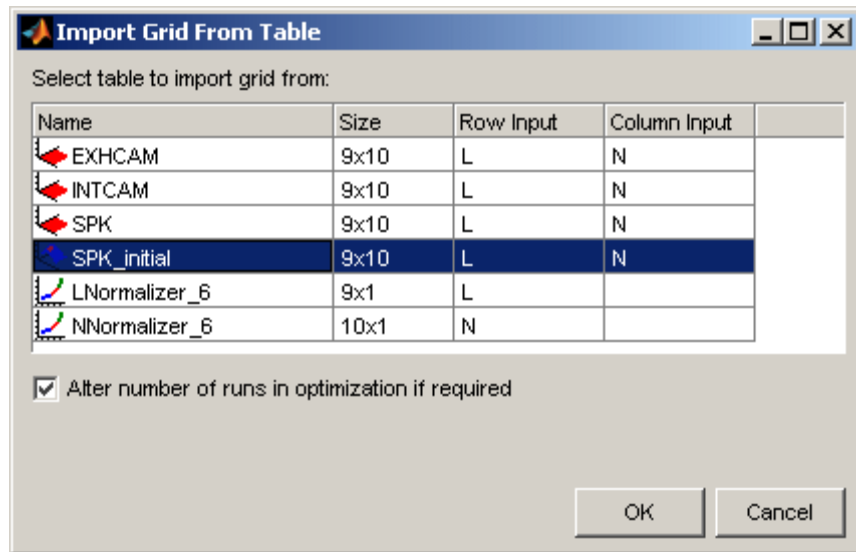 Import Grid From Table
Select table to import grid from:
Name Size Row Input Column Input
EXHCAM 9x10 L N
INTCAM 9x10 L N
SPK 9x10 L N
SPK_initial 9x10 L N
LNormalizer_6 9x1 L
NNormalizer_6 10x1 N
Alter number of runs in optimization if required
OK Cancel